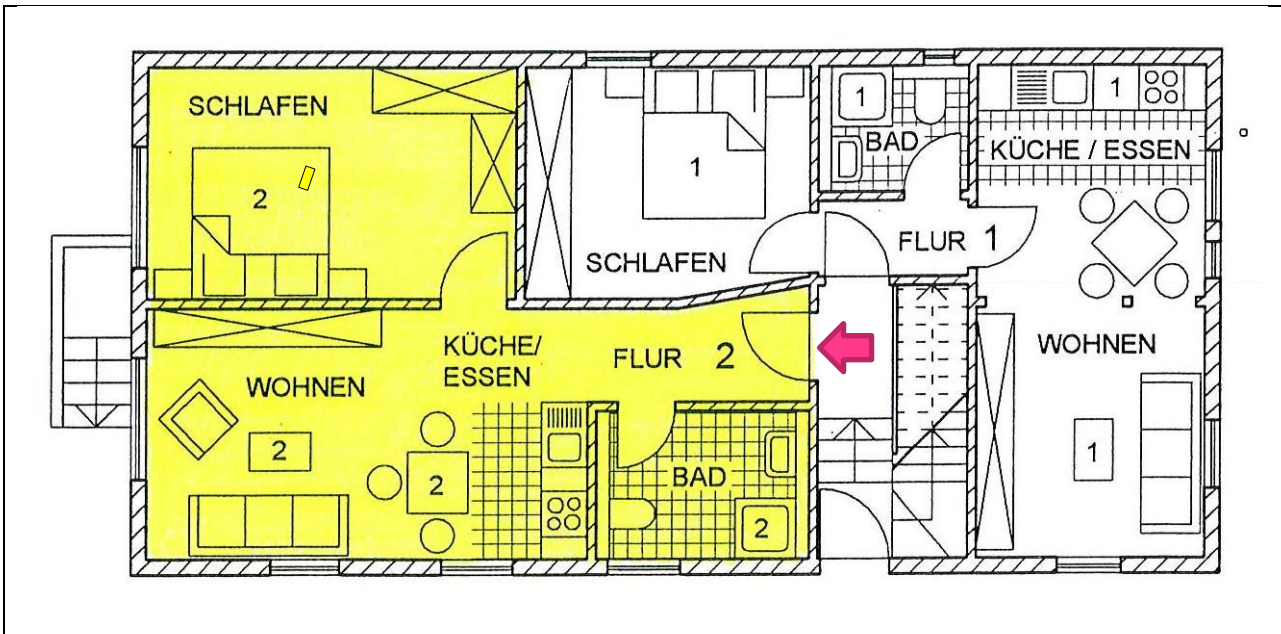 SCHLAFEN
2
1
SCHLAFEN
1
BAD
1
KÜCHE / ESSEN
FLUR 1
WOHNEN
1
KÜCHE/
ESSEN
FLUR 2
WOHNEN
2
2
BAD
2